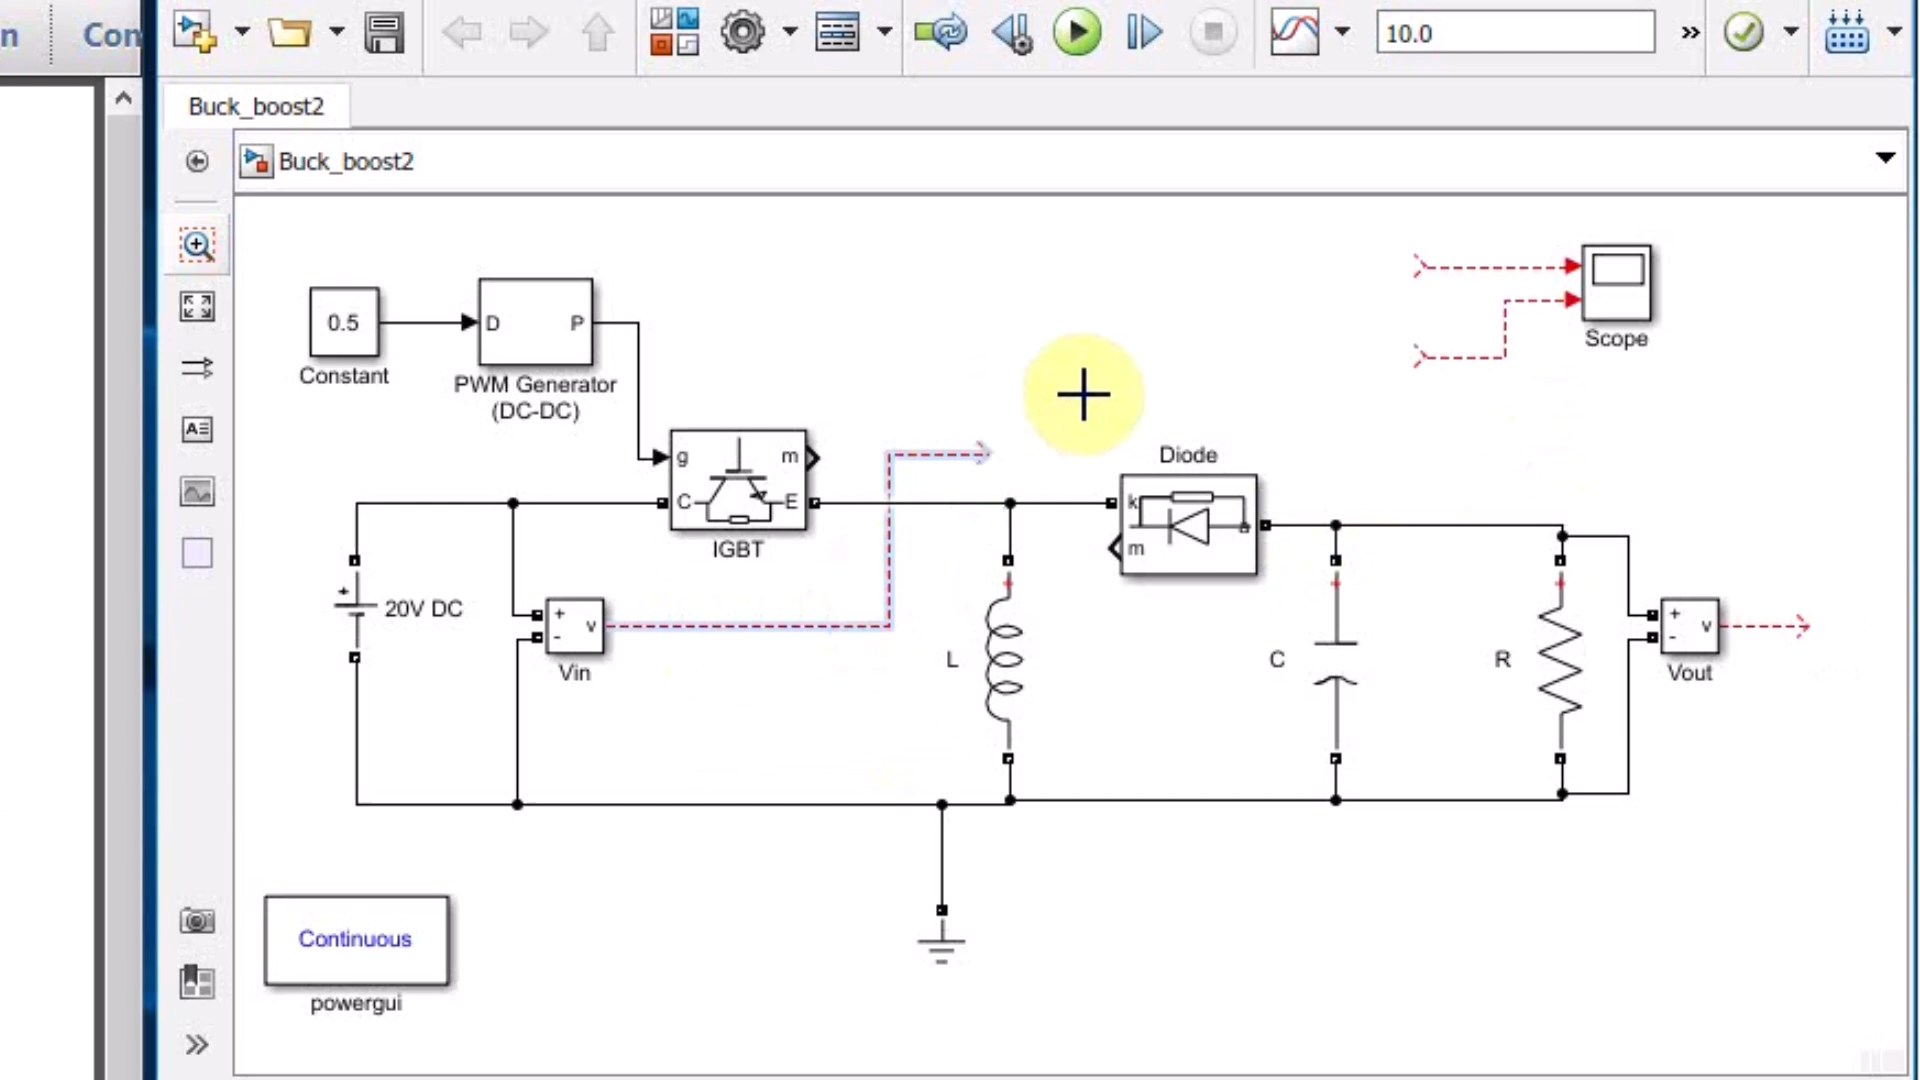 n
Con
10.0
Buck_boost2
Buck_boost2
0.5
Constant
D
P
PWM Generator
(DC-DC)
g
m
C
E
IGBT
Scope
Diode
k
m
+
20V DC
+
-
v
Vin
L
C
R
+
-
v
Vout
Continuous
powergui